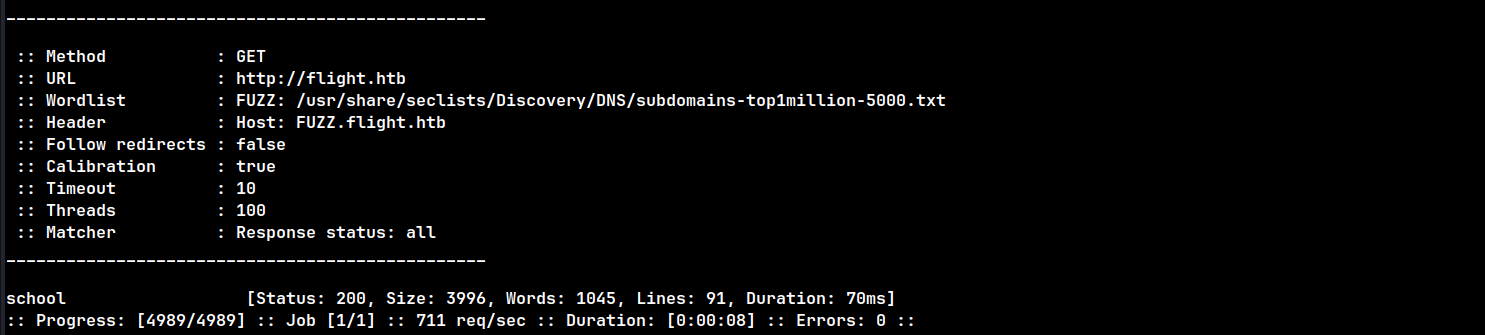 ________________________________________________
 :: Method           : GET
 :: URL              : http://flight.htb
 :: Wordlist         : FUZZ: /usr/share/seclists/Discovery/DNS/subdomains-top1million-5000.txt
 :: Header           : Host: FUZZ.flight.htb
 :: Follow redirects : false
 :: Calibration      : true
 :: Timeout          : 10
 :: Threads          : 100
 :: Matcher          : Response status: all
________________________________________________
school                  [Status: 200, Size: 3996, Words: 1045, Lines: 91, Duration: 70ms]
:: Progress: [4989/4989] :: Job [1/1] :: 711 req/sec :: Duration: [0:00:08] :: Errors: 0 ::